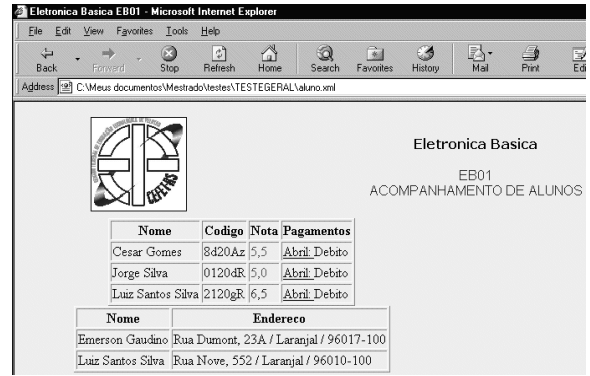 Eletronica Basica EB01 - Microsoft Internet Explorer
File Edit View Favorites Tools Help
Back Forward Stop Refresh Home Search Favorites History Mail Print
Address C:\Meus documentos\Mestrado\testes\TESTEGERAL\aluno.xml
CEFETRS
Eletronica Basica
EB01
ACOMPANHAMENTO DE ALUNOS
Nome Codigo Nota Pagamentos
Cesar Gomes 8d20Az 5,5 Abril: Debito
Jorge Silva 0120dR 5,0 Abril: Debito
Luiz Santos Silva 2120gR 6,5 Abril: Debito
Nome Endereco
Emerson Gaudino Rua Dumont, 23A / Laranjal / 96017-100
Luiz Santos Silva Rua Nove, 552 / Laranjal / 96010-100